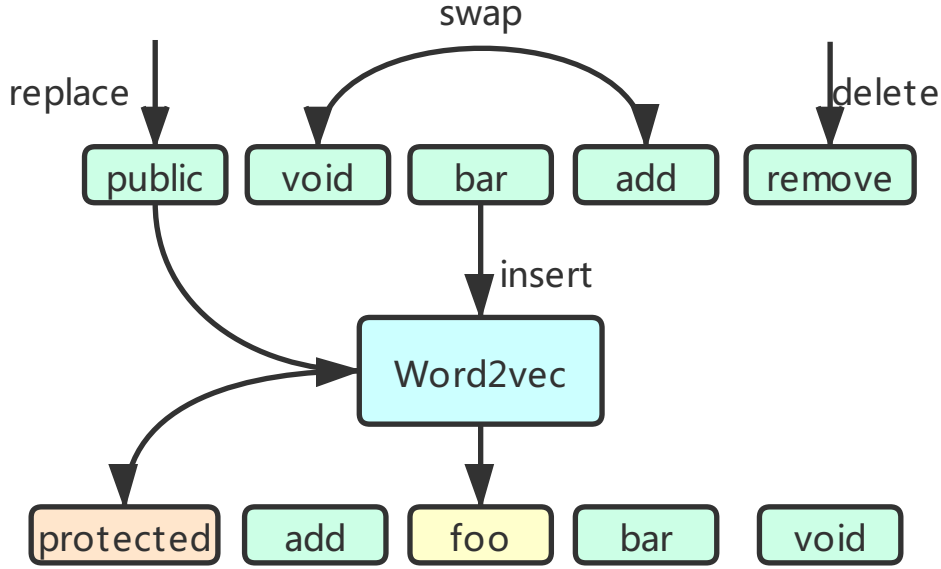 swap
replace
delete
public
void
bar
add
remove
insert
Word2vec
protected
add
foo
bar
void